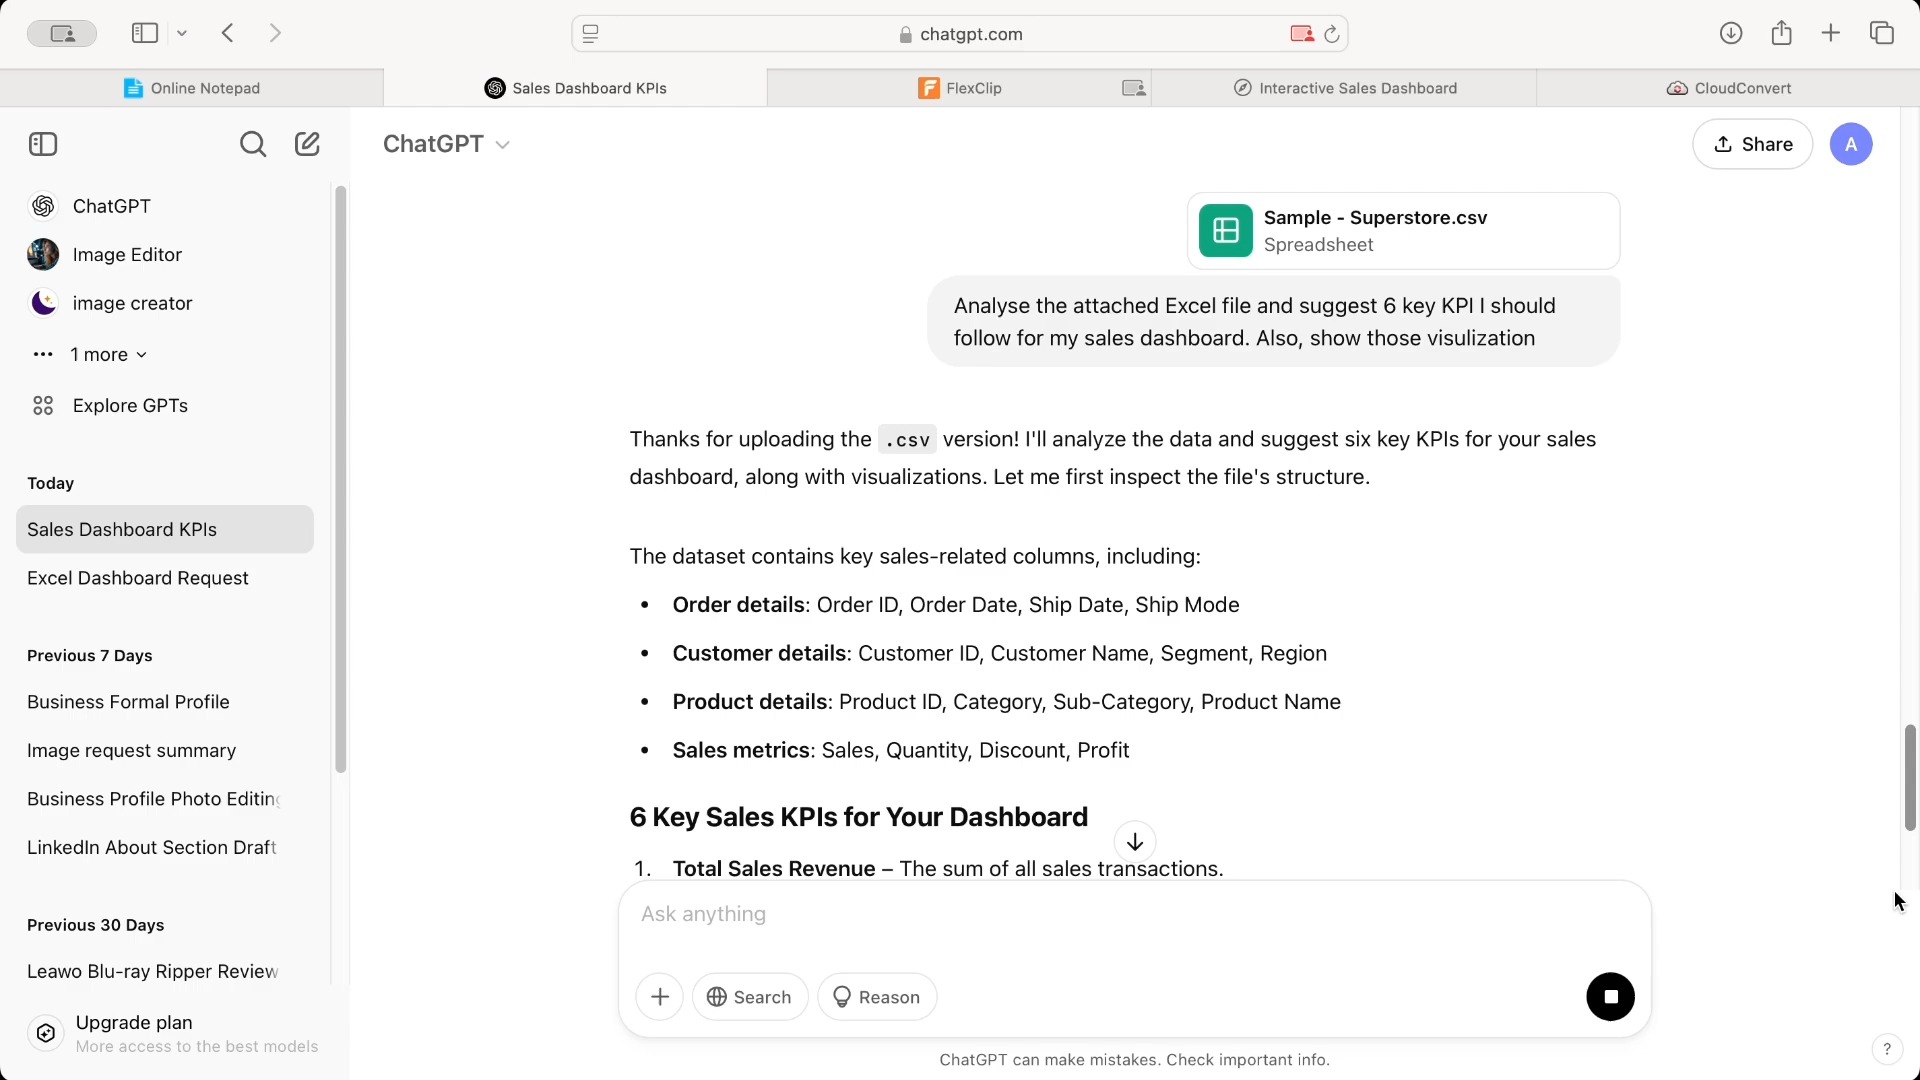 chatgpt.com
Online Notepad
Sales Dashboard KPIs
FlexClip
Interactive Sales Dashboard
CloudConvert
ChatGPT
Share
A
ChatGPT
Image Editor
image creator
1 more
Explore GPTs
Today
Sales Dashboard KPIs
Excel Dashboard Request
Previous 7 Days
Business Formal Profile
Image request summary
Business Profile Photo Editing
LinkedIn About Section Draft
Previous 30 Days
Leawo Blu-ray Ripper Review
Upgrade plan
More access to the best models
Sample - Superstore.csv
Spreadsheet
Analyse the attached Excel file and suggest 6 key KPI I should
follow for my sales dashboard. Also, show those visulization
Thanks for uploading the .csv version! I'll analyze the data and suggest six key KPIs for your sales
dashboard, along with visualizations. Let me first inspect the file's structure.
The dataset contains key sales-related columns, including:
• Order details: Order ID, Order Date, Ship Date, Ship Mode
• Customer details: Customer ID, Customer Name, Segment, Region
• Product details: Product ID, Category, Sub-Category, Product Name
• Sales metrics: Sales, Quantity, Discount, Profit
6 Key Sales KPIs for Your Dashboard
1. Total Sales Revenue – The sum of all sales transactions.
Ask anything
Search
Reason
ChatGPT can make mistakes. Check important info.
?